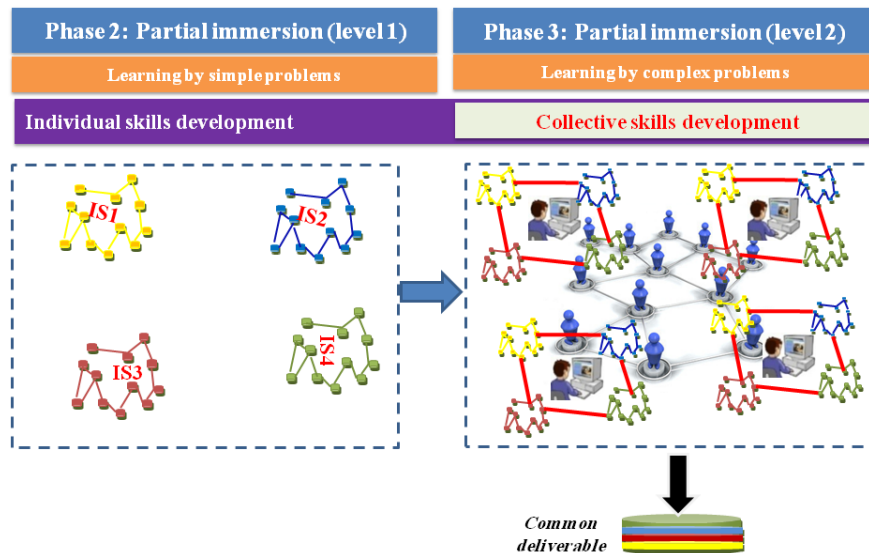 Phase 2: Partial immersion (level 1)
Phase 3: Partial immersion (level 2)
Learning by simple problems
Learning by complex problems
Individual skills development
Collective skills development
IS1
IS2
IS3
IS4
Common
deliverable